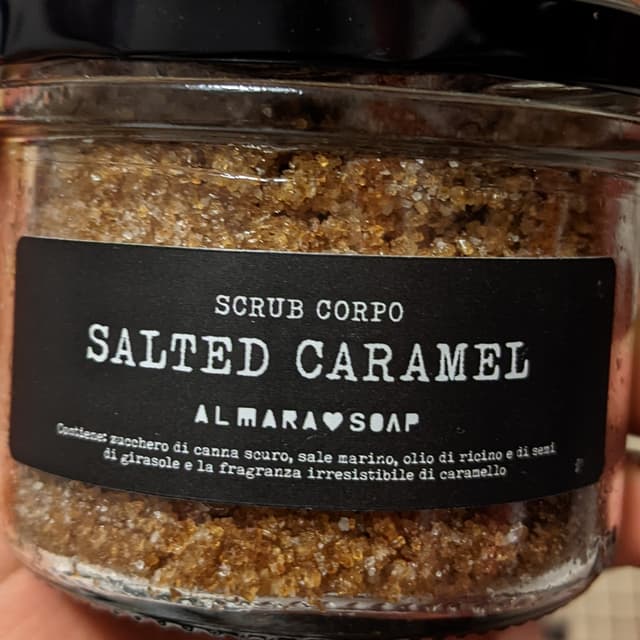 SCRUB CORPO
SALTED CARAMEL
ALMARA♥SOAP
Contiene: zucchero di canna scuro, sale marino, olio di ricino e di semi
di girasole e la fragranza irresistibile di caramello